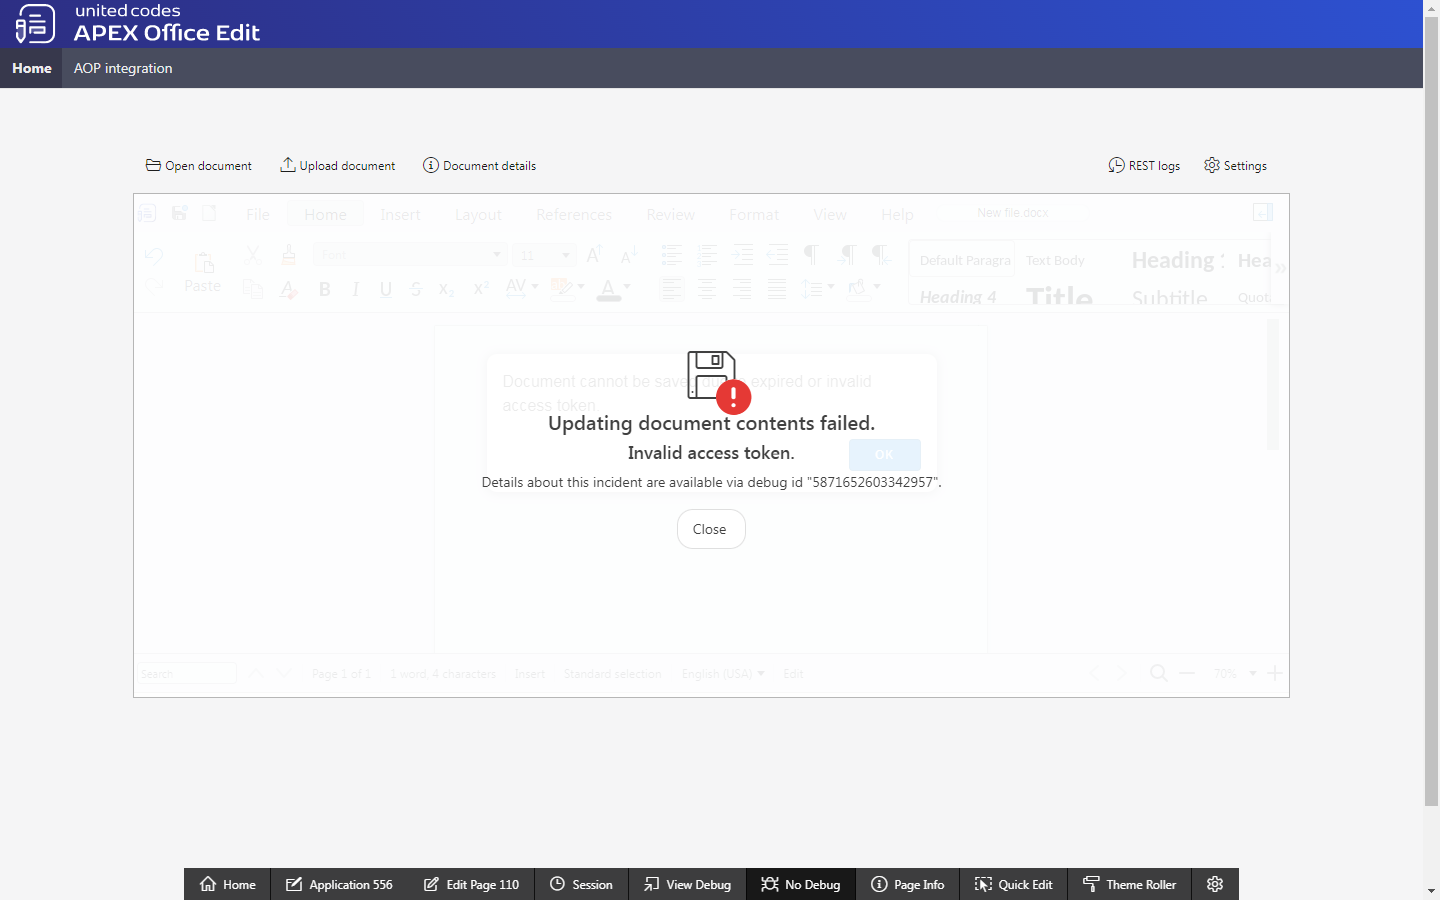 united codes
APEX Office Edit
Home AOP integration
Open document Upload document Document details REST logs Settings
File Home Insert Layout References Review Format View Help New file.docx
Paste Font 11 Default Paragra Text Body Heading Hea
B I U S X₂ X² AV A Heading 4 Title Subtitle Quot
Document cannot be saved due expired or invalid
access token
Updating document contents failed.
Invalid access token.
OK
Details about this incident are available via debug id "5871652603342957".
Close
Search Page 1 of 1 1 word, 4 characters Insert Standard selection English (USA) Edit 70%
Home Application 556 Edit Page 110 Session View Debug No Debug Page Info Quick Edit Theme Roller